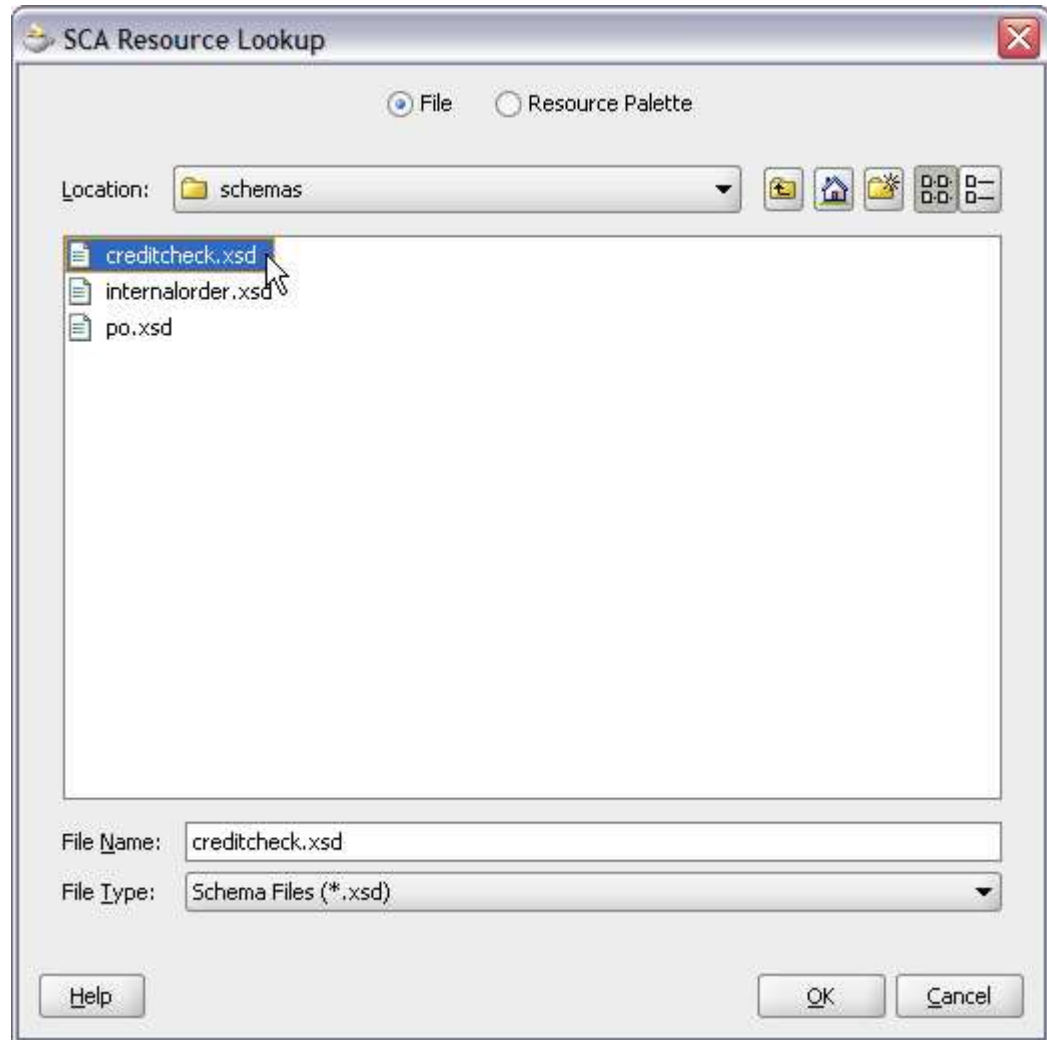 SCA Resource Lookup
File Resource Palette
Location: schemas
creditcheck.xsd
internalorder.xsd
po.xsd
File Name: creditcheck.xsd
File Type: Schema Files (*.xsd)
Help OK Cancel